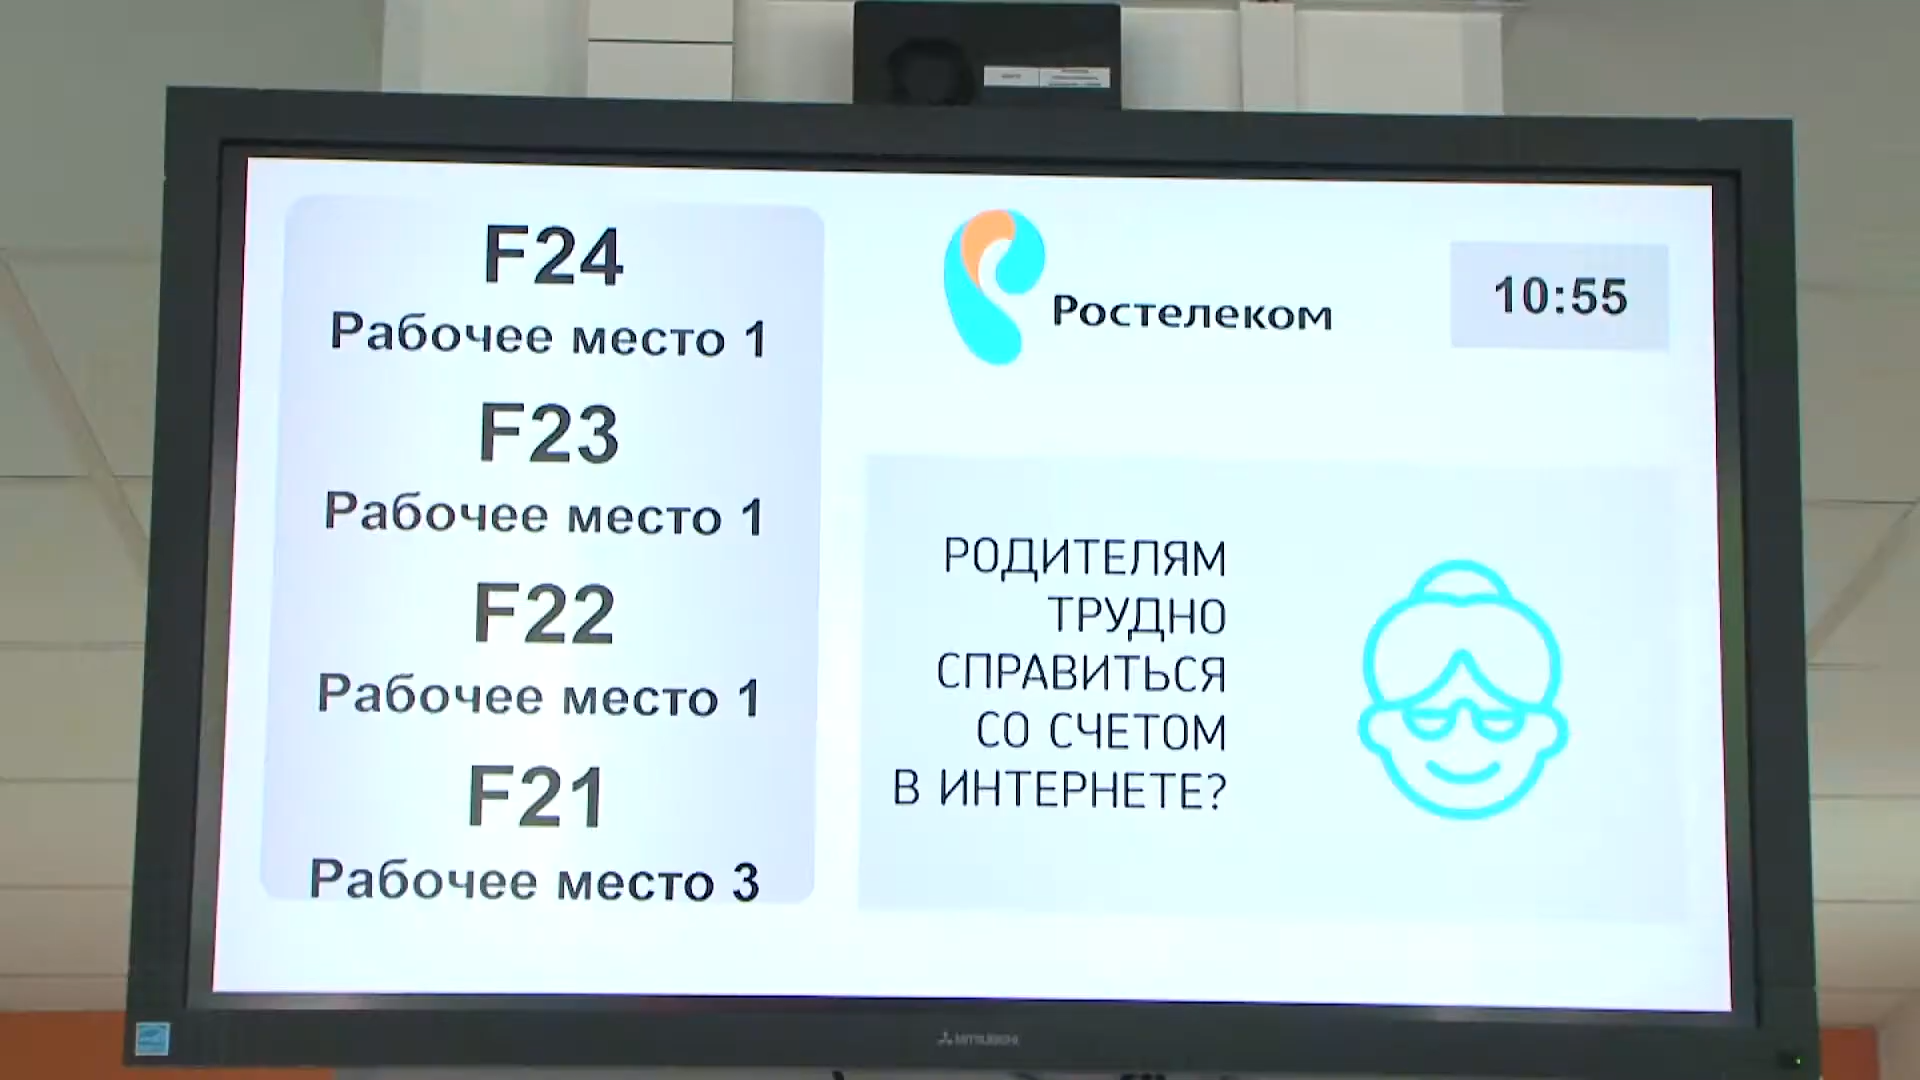 F24
Рабочее место 1
F23
Рабочее место 1
F22
Рабочее место 1
F21
Рабочее место 3
Ростелеком
10:55
РОДИТЕЛЯМ
ТРУДНО
СПРАВИТЬСЯ
СО СЧЕТОМ
В ИНТЕРНЕТЕ?
MITSUBISHI